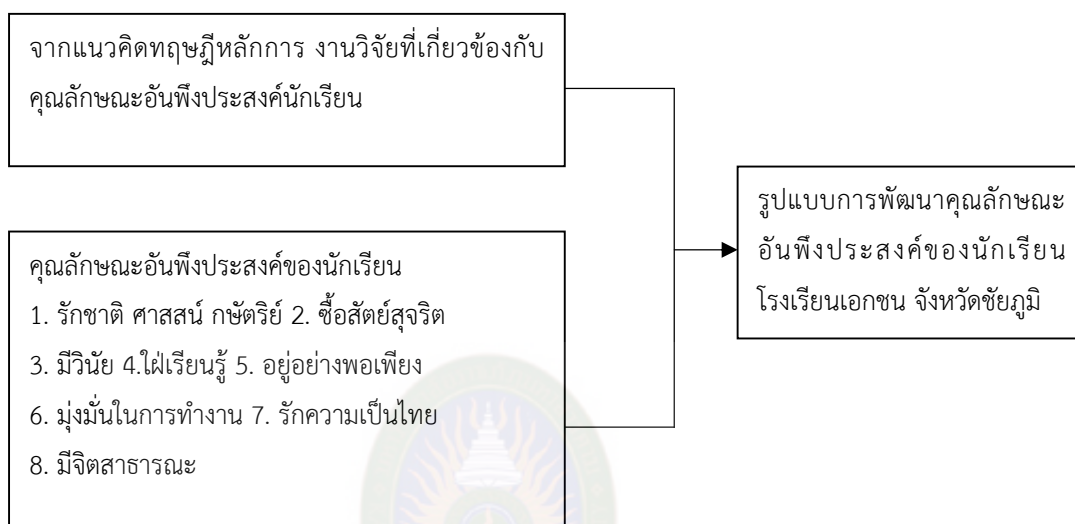 จากแนวคิดทฤษฎีหลักการ งานวิจัยที่เกี่ยวข้องกับ
คุณลักษณะอันพึงประสงค์นักเรียน
คุณลักษณะอันพึงประสงค์ของนักเรียน
1. รักชาติ ศาสสน์ กษัตริย์ 2. ซื้อสัตย์สุจริต
3. มีวินัย 4.ใฝ่เรียนรู้ 5. อยู่อย่างพอเพียง
6. มุ่งมั่นในการทำงาน 7. รักความเป็นไทย
8. มีจิตสาธารณะ
รูปแบบการพัฒนาคุณลักษณะ
อันพึงประสงค์ของนักเรียน
โรงเรียนเอกชน จังหวัดชัยภูมิ